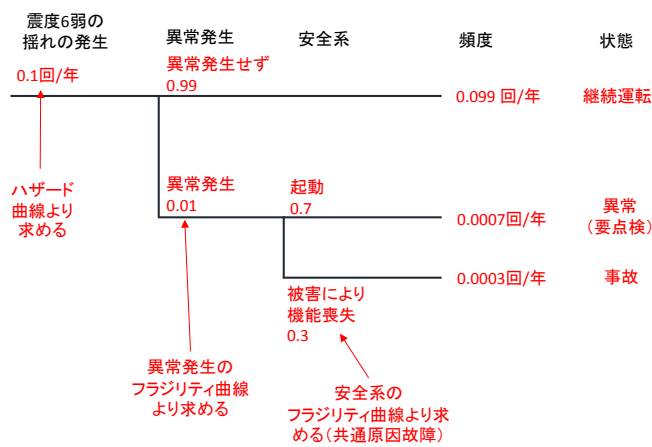 震度6弱の
揺れの発生
異常発生
安全系
頻度
状態
0.1回/年
異常発生せず
0.99
0.099 回/年
継続運転
ハザード
曲線より
求める
異常発生
0.01
起動
0.7
0.0007回/年
異常
（要点検）
0.0003回/年
事故
被害により
機能喪失
0.3
異常発生の
フラジリティ曲線
より求める
安全系の
フラジリティ曲線より求
める（共通原因故障）